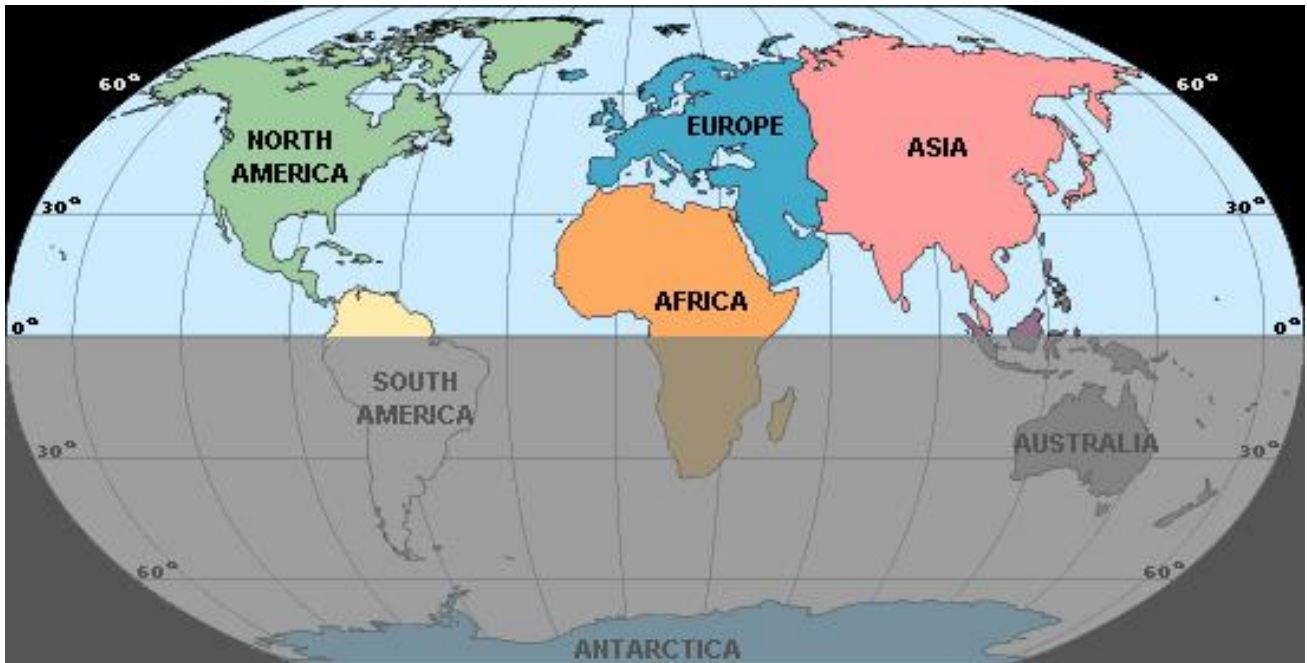 60° 60°
EUROPE
NORTH
AMERICA
ASIA
30° 30°
AFRICA
0° 0°
SOUTH
AMERICA
AUSTRALIA
30° 30°
60° 60°
ANTARCTICA